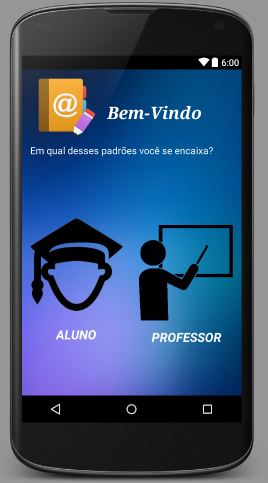 6:00
@
Bem-Vindo
Em qual desses padrões você se encaixa?
ALUNO
PROFESSOR